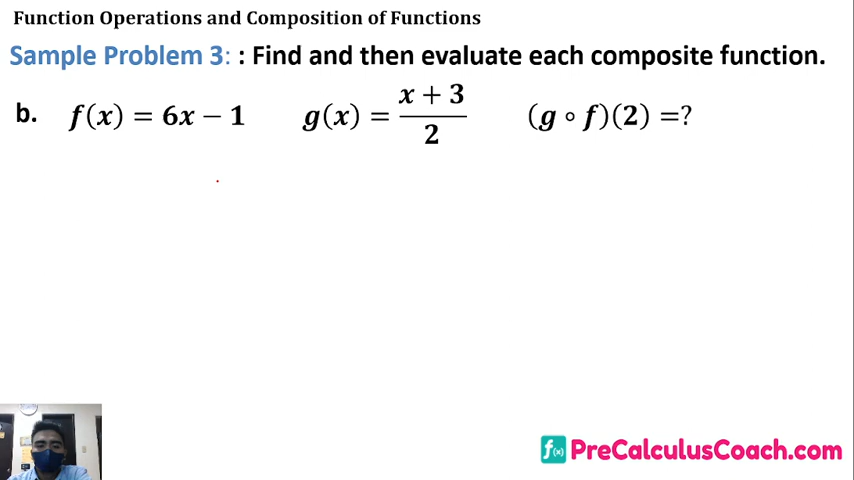 Function Operations and Composition of Functions
Sample Problem 3: : Find and then evaluate each composite function.
b. f(x) = 6x − 1 g(x) = x + 3 / 2 (g ∘ f)(2) =?
f(x) PreCalculusCoach.com